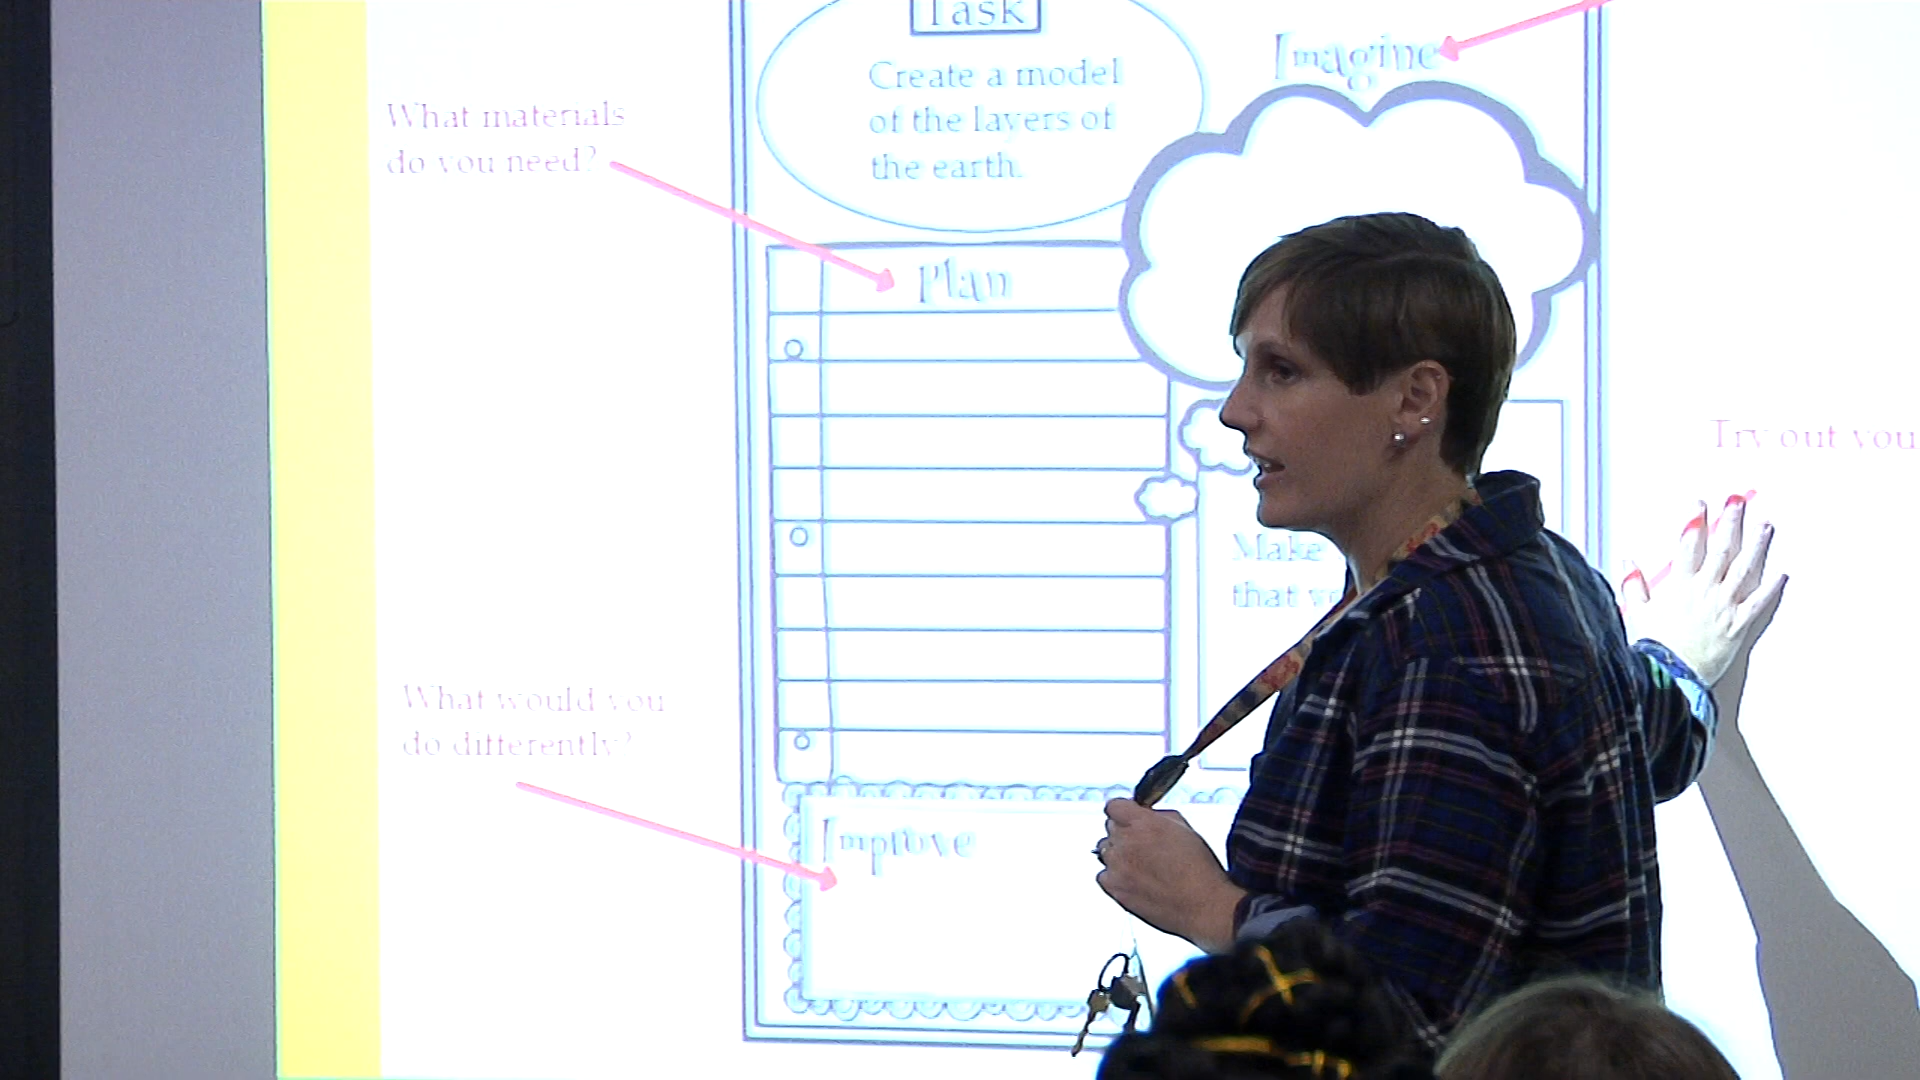 Task
Create a model
of the layers of
the earth.
Imagine
What materials
do you need?
Plan
Try out you
Make
that
What would you
do differently?
Improve